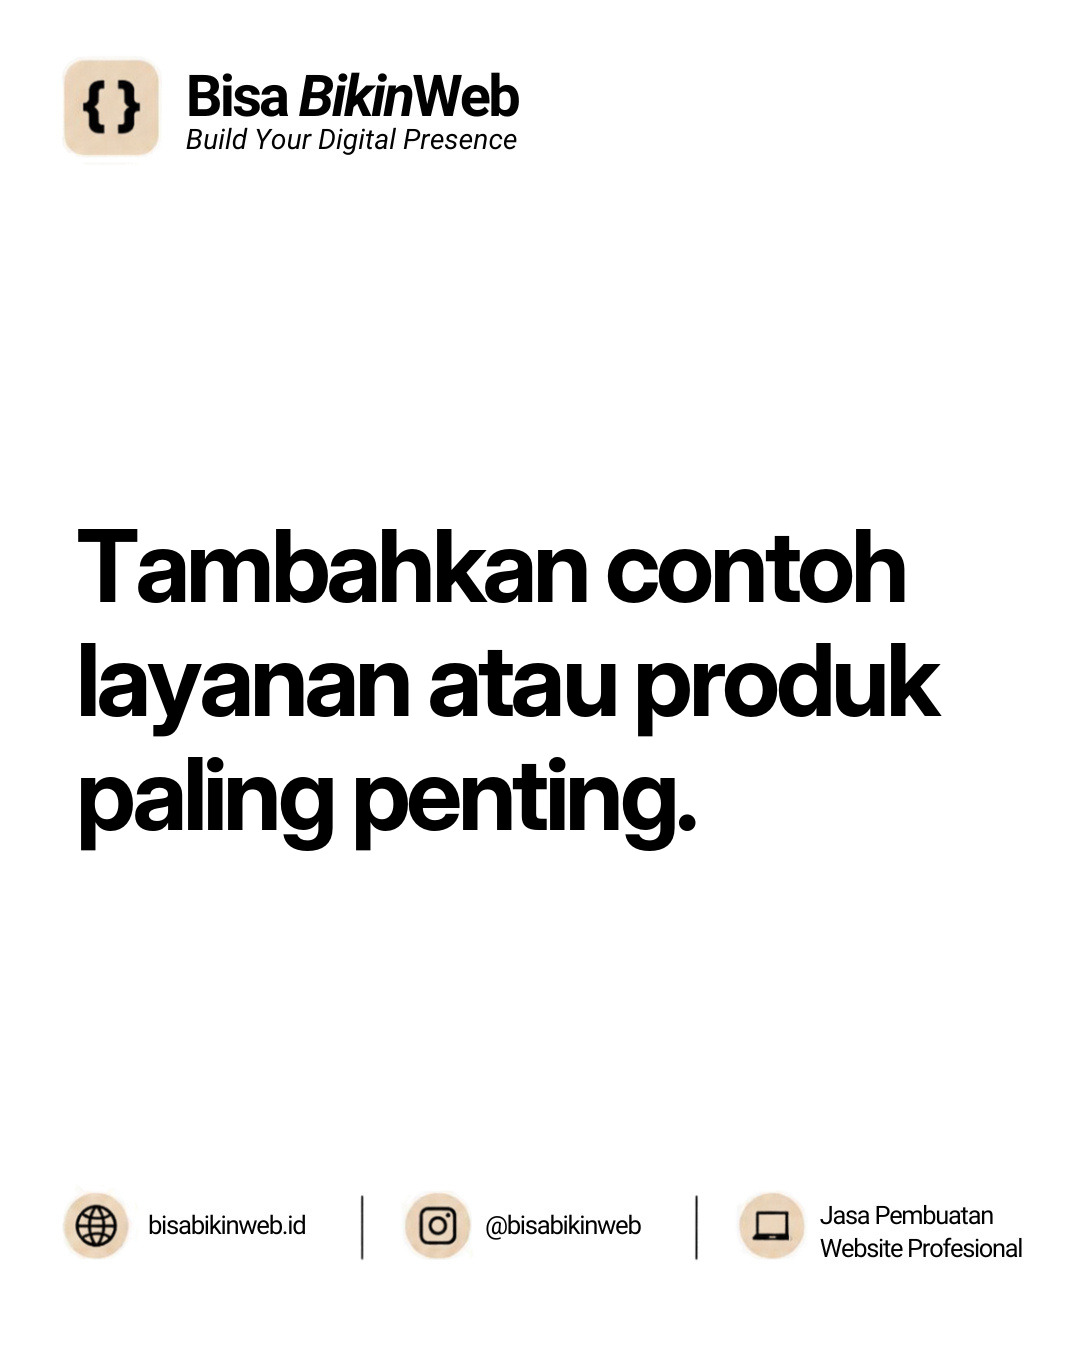 { }
Bisa BikinWeb
Build Your Digital Presence
Tambahkan contoh
layanan atau produk
paling penting.
bisabikinweb.id
@bisabikinweb
Jasa Pembuatan
Website Profesional